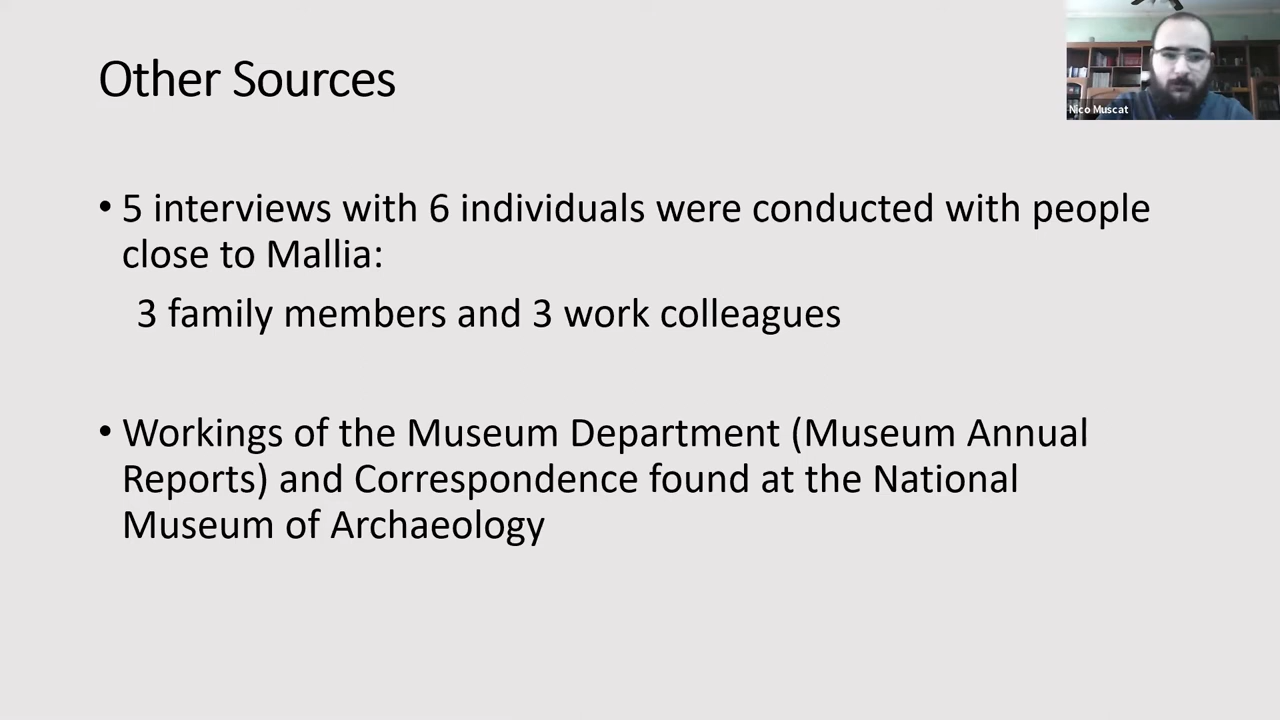 Other Sources
Nico Muscat
• 5 interviews with 6 individuals were conducted with people
close to Mallia:
3 family members and 3 work colleagues
• Workings of the Museum Department (Museum Annual
Reports) and Correspondence found at the National
Museum of Archaeology